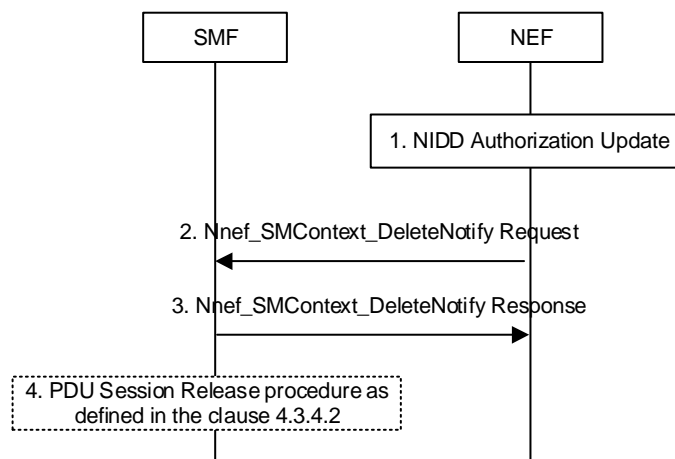 SMF
NEF
1. NIDD Authorization Update
2. Nnef_SMContext_DeleteNotify Request
3. Nnef_SMContext_DeleteNotify Response
4. PDU Session Release procedure as
defined in the clause 4.3.4.2